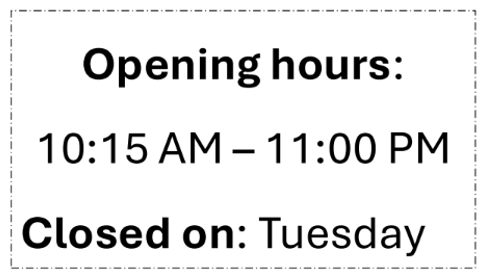 Opening hours:
10:15 AM – 11:00 PM
Closed on: Tuesday